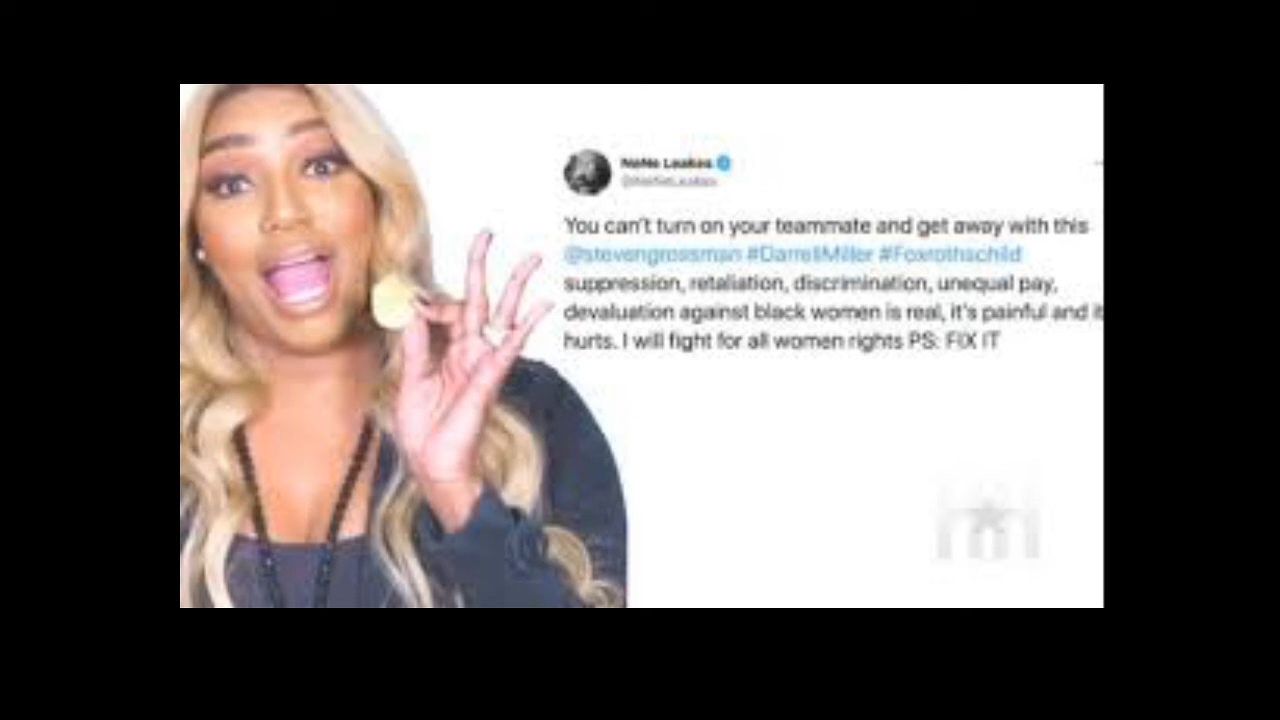 NeNe Leakes
@NeNeLeakes
You can't turn on your teammate and get away with this
@stevengrossman #DarrellMiller #Foxrothschild
suppression, retaliation, discrimination, unequal pay,
devaluation against black women is real, it's painful and it
hurts. I will fight for all women rights PS: FIX IT